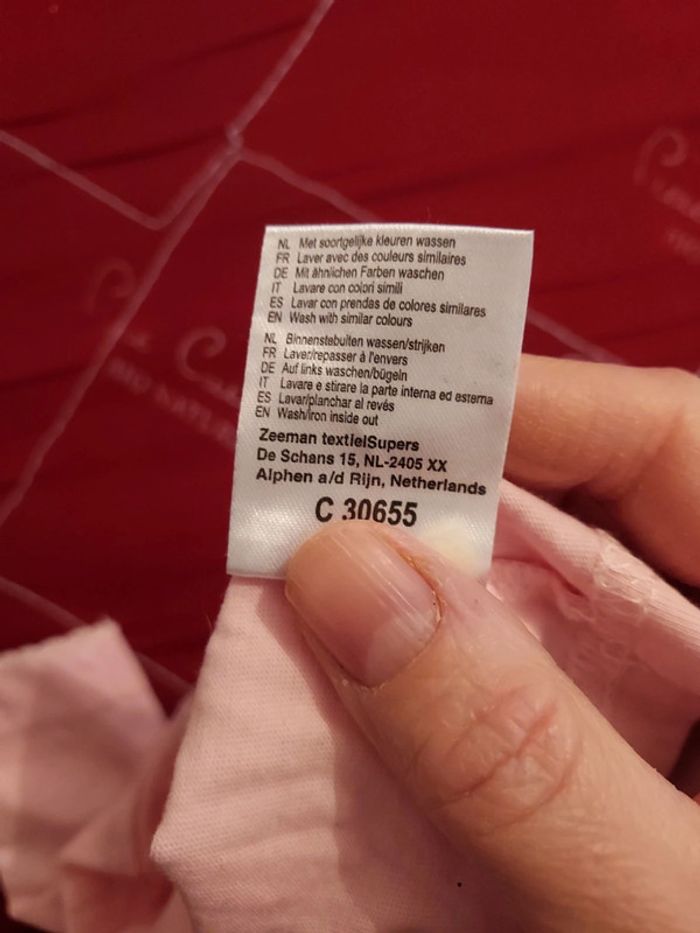 NL Met soortgelijke kleuren wassen
FR Laver avec des couleurs similaires
DE Mit ähnlichen Farben waschen
IT Lavare con colori simili
ES Lavar con prendas de colores similares
EN Wash with similar colours
NL Binnenstebuiten wassen/strijken
FR Laver/repasser à l'envers
DE Auf links waschen/bügeln
IT Lavare e stirare la parte interna ed esterna
ES Lavar/planchar al revés
EN Wash/Iron inside out
Zeeman textielSupers
De Schans 15, NL-2405 XX
Alphen a/d Rijn, Netherlands
C 30655